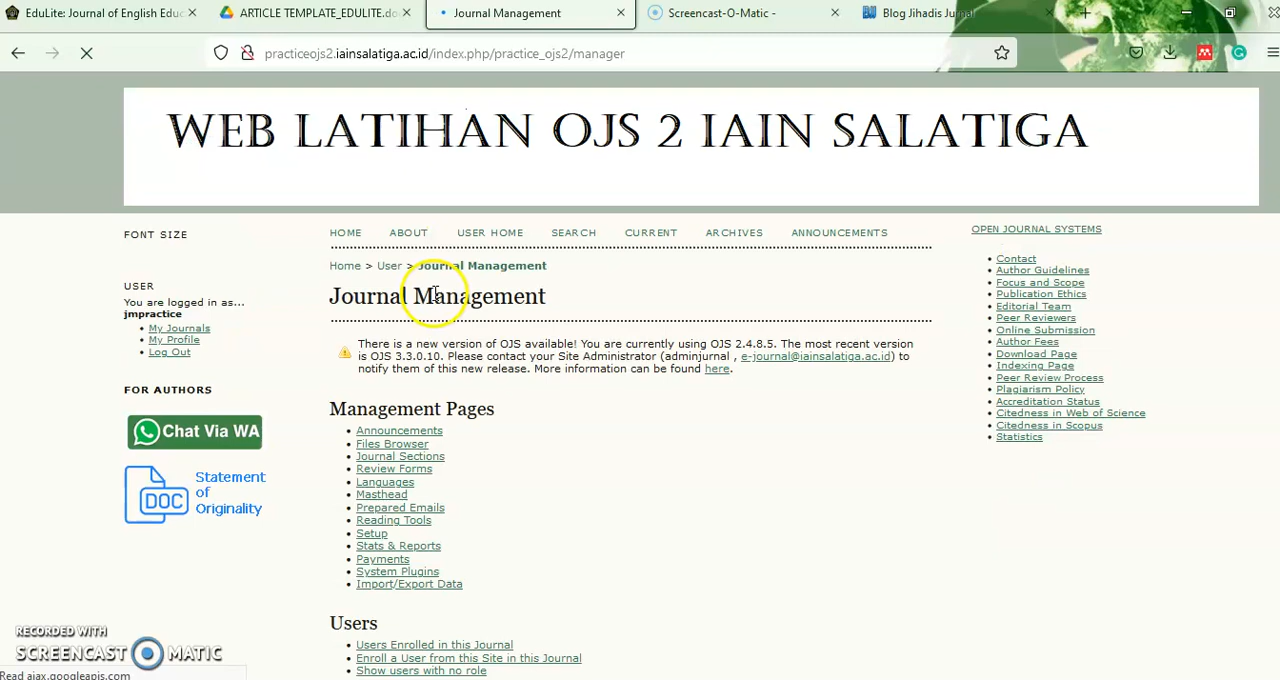 EduLite: Journal of English Educ
ARTICLE TEMPLATE_EDULITE.do
Journal Management
Screencast-O-Matic -
Blog Jihadis Jurnal
practiceojs2.iainsalatiga.ac.id/index.php/practice_ojs2/manager
WEB LATIHAN OJS 2 IAIN SALATIGA
FONT SIZE
USER
You are logged in as...
jmpractice
My Journals
My Profile
Log Out
FOR AUTHORS
Chat Via WA
DOC
Statement
of
Originality
HOME ABOUT USER HOME SEARCH CURRENT ARCHIVES ANNOUNCEMENTS
Home > User > Journal Management
Journal Management
There is a new version of OJS available! You are currently using OJS 2.4.8.5. The most recent version
is OJS 3.3.0.10. Please contact your Site Administrator (adminjurnal , e-journal@iainsalatiga.ac.id) to
notify them of this new release. More information can be found here.
Management Pages
Announcements
Files Browser
Journal Sections
Review Forms
Languages
Masthead
Prepared Emails
Reading Tools
Setup
Stats & Reports
Payments
System Plugins
Import/Export Data
Users
Users Enrolled in this Journal
Enroll a User from this Site in this Journal
Show users with no role
OPEN JOURNAL SYSTEMS
Contact
Author Guidelines
Focus and Scope
Publication Ethics
Editorial Team
Peer Reviewers
Online Submission
Author Fees
Download Page
Indexing Page
Peer Review Process
Plagiarism Policy
Accreditation Status
Citedness in Web of Science
Citedness in Scopus
Statistics
RECORDED WITH
SCREENCAST MATIC
Read ajax.googleapis.com